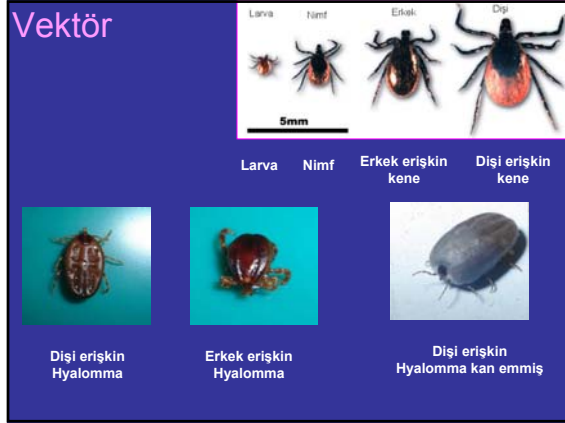 Vektör
Larva
Nimf
Erkek
Dişi
5mm
Larva
Nimf
Erkek erişkin
kene
Dişi erişkin
kene
Dişi erişkin
Hyalomma
Erkek erişkin
Hyalomma
Dişi erişkin
Hyalomma kan emmiş